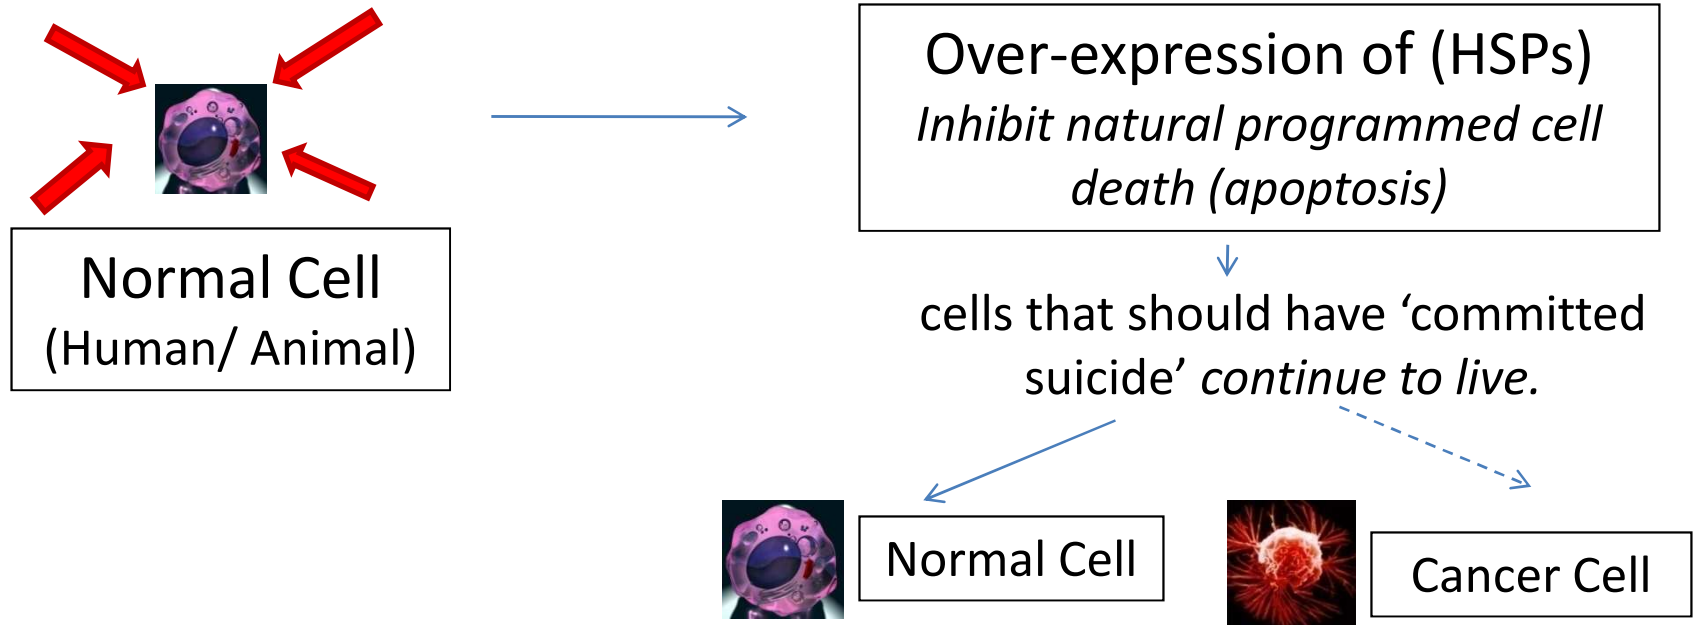 Normal Cell
(Human/ Animal)
Over-expression of (HSPs)
Inhibit natural programmed cell
death (apoptosis)
cells that should have ‘committed
suicide’ continue to live.
Normal Cell
Cancer Cell